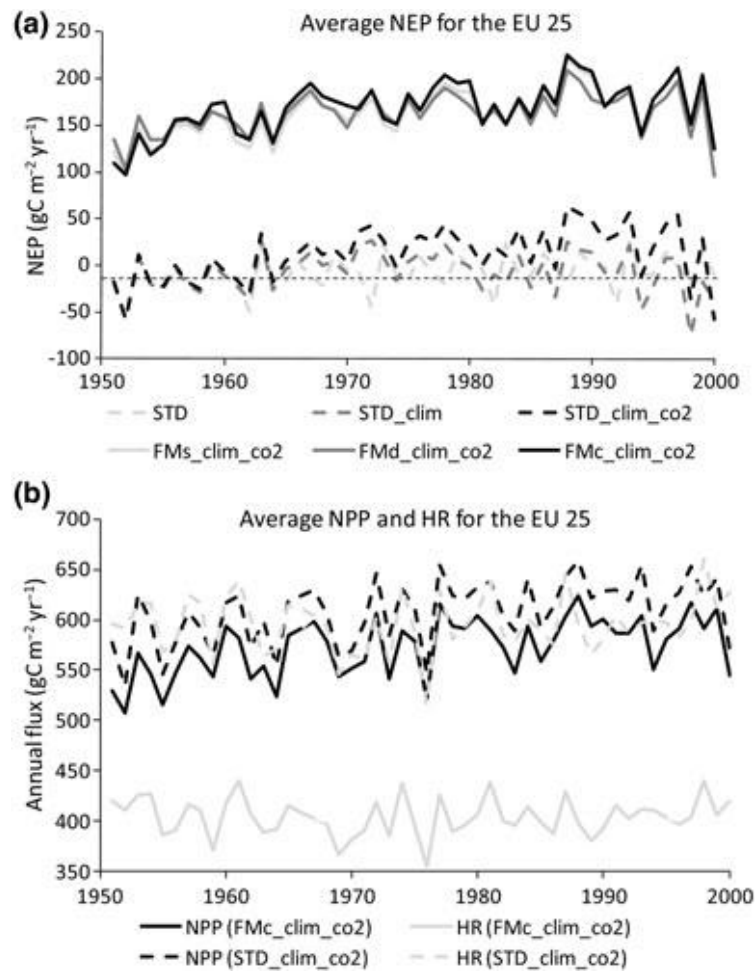 (a)
Average NEP for the EU 25
250
200
150
100
50
0
-50
-100
NEP (gC m⁻² yr⁻¹)
1950 1960 1970 1980 1990 2000
STD STD_clim STD_clim_co2
FMs_clim_co2 FMd_clim_co2 FMc_clim_co2
(b)
Average NPP and HR for the EU 25
700
650
600
550
500
450
400
350
Annual flux (gC m⁻² yr⁻¹)
1950 1960 1970 1980 1990 2000
NPP (FMc_clim_co2) HR (FMc_clim_co2)
NPP (STD_clim_co2) HR (STD_clim_co2)